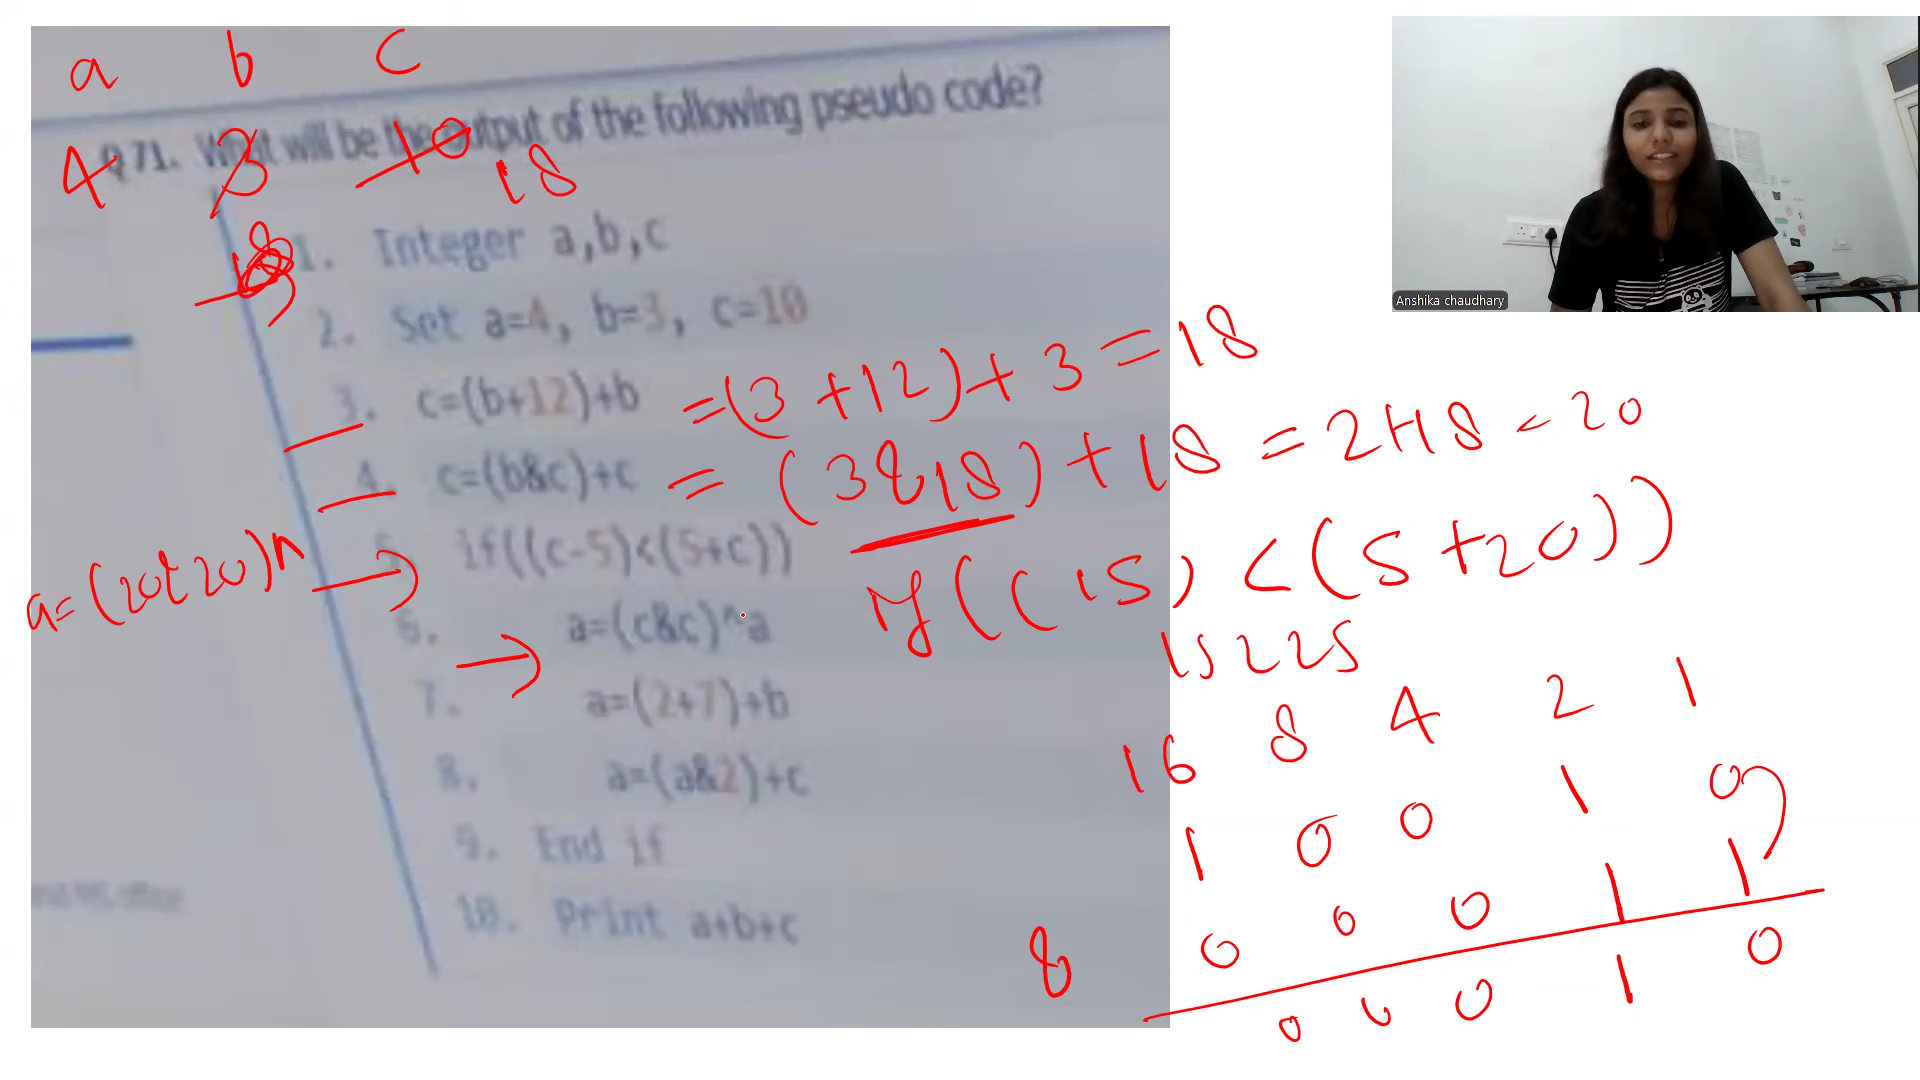 a b c
Q71. What will be the output of the following pseudo code?
4 3 10
18
1. Integer a,b,c
2. Set a=4, b=3, c=10
3. c=(b+12)+b =(3+12)+3=18
4. c=(b&c)+c =(3&18)+18=2+18=20
5. if((c-5)<(5+c)) if((15)<(5+20))
a=(20&20)^
15<25
6. a=(c&c)^a
7. a=(2+7)+b
8. a=(a&2)+c
9. End if
10. Print a+b+c
16 8 4 2 1
1 0 0 1 0
0 0 0 1 1
&
0 0 0 1 0
Anshika chaudhary